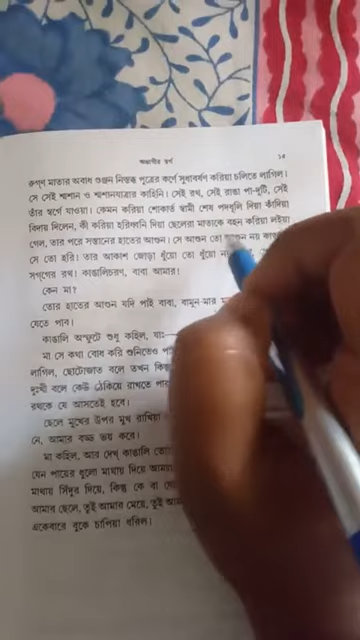 অভাগীর স্বর্গ ১৫
রুগ্‌ণ মাতার অবাধ গুঞ্জন নিস্তব্ধ পুত্রের কর্ণে সুধাবর্ষণ করিয়া চলিতে লাগিল।
সে সেই শ্মশান ও শ্মশানযাত্রার কাহিনি। সেই রথ, সেই রাঙা পা-দুটি, সেই
তাঁর স্বর্গে যাওয়া। কেমন করিয়া শোকার্ত স্বামী শেষ পদধূলি দিয়া কাঁদিয়া
বিদায় দিলেন, কী করিয়া হরিধ্বনি দিয়া ছেলেরা মাতাকে বহন করিয়া লইয়া
গেল, তার পরে সন্তানের হাতের আগুন। সে আগুন তো আগুন নয়
সে তো হরি। তার আকাশ জোড়া ধুঁয়ো তো ধুঁয়ো
সগ্‌গের রথ। কাঙালিচরণ, বাবা আমার!
কেন মা?
তোর হাতের আগুন যদি পাই বাবা, বামুন-মার
যেতে পাব।
কাঙালি অস্ফুটে শুধু কহিল, যাঃ—
মা সে কথা বোধ করি শুনিতেও
লাগিল, ছোটোজাত বলে তখন
দুঃখী বলে কেউ ঠেকিয়ে রাখতে
রথকে যে আসতেই হবে।
ছেলে মুখের উপর মুখ রাখিয়া
নে, আমার বড্ড ভয় করে।
মা কহিল, আর দেখ্‌ কাঙালি
যেন পায়ের ধুলো মাথায় দিয়ে
মাথায় সিঁদুর দিয়ে, কিন্তু কে বা
আমার ছেলে, তুই আমার মেয়ে, তুই
একেবারে বুকে চাপিয়া ধরিল।